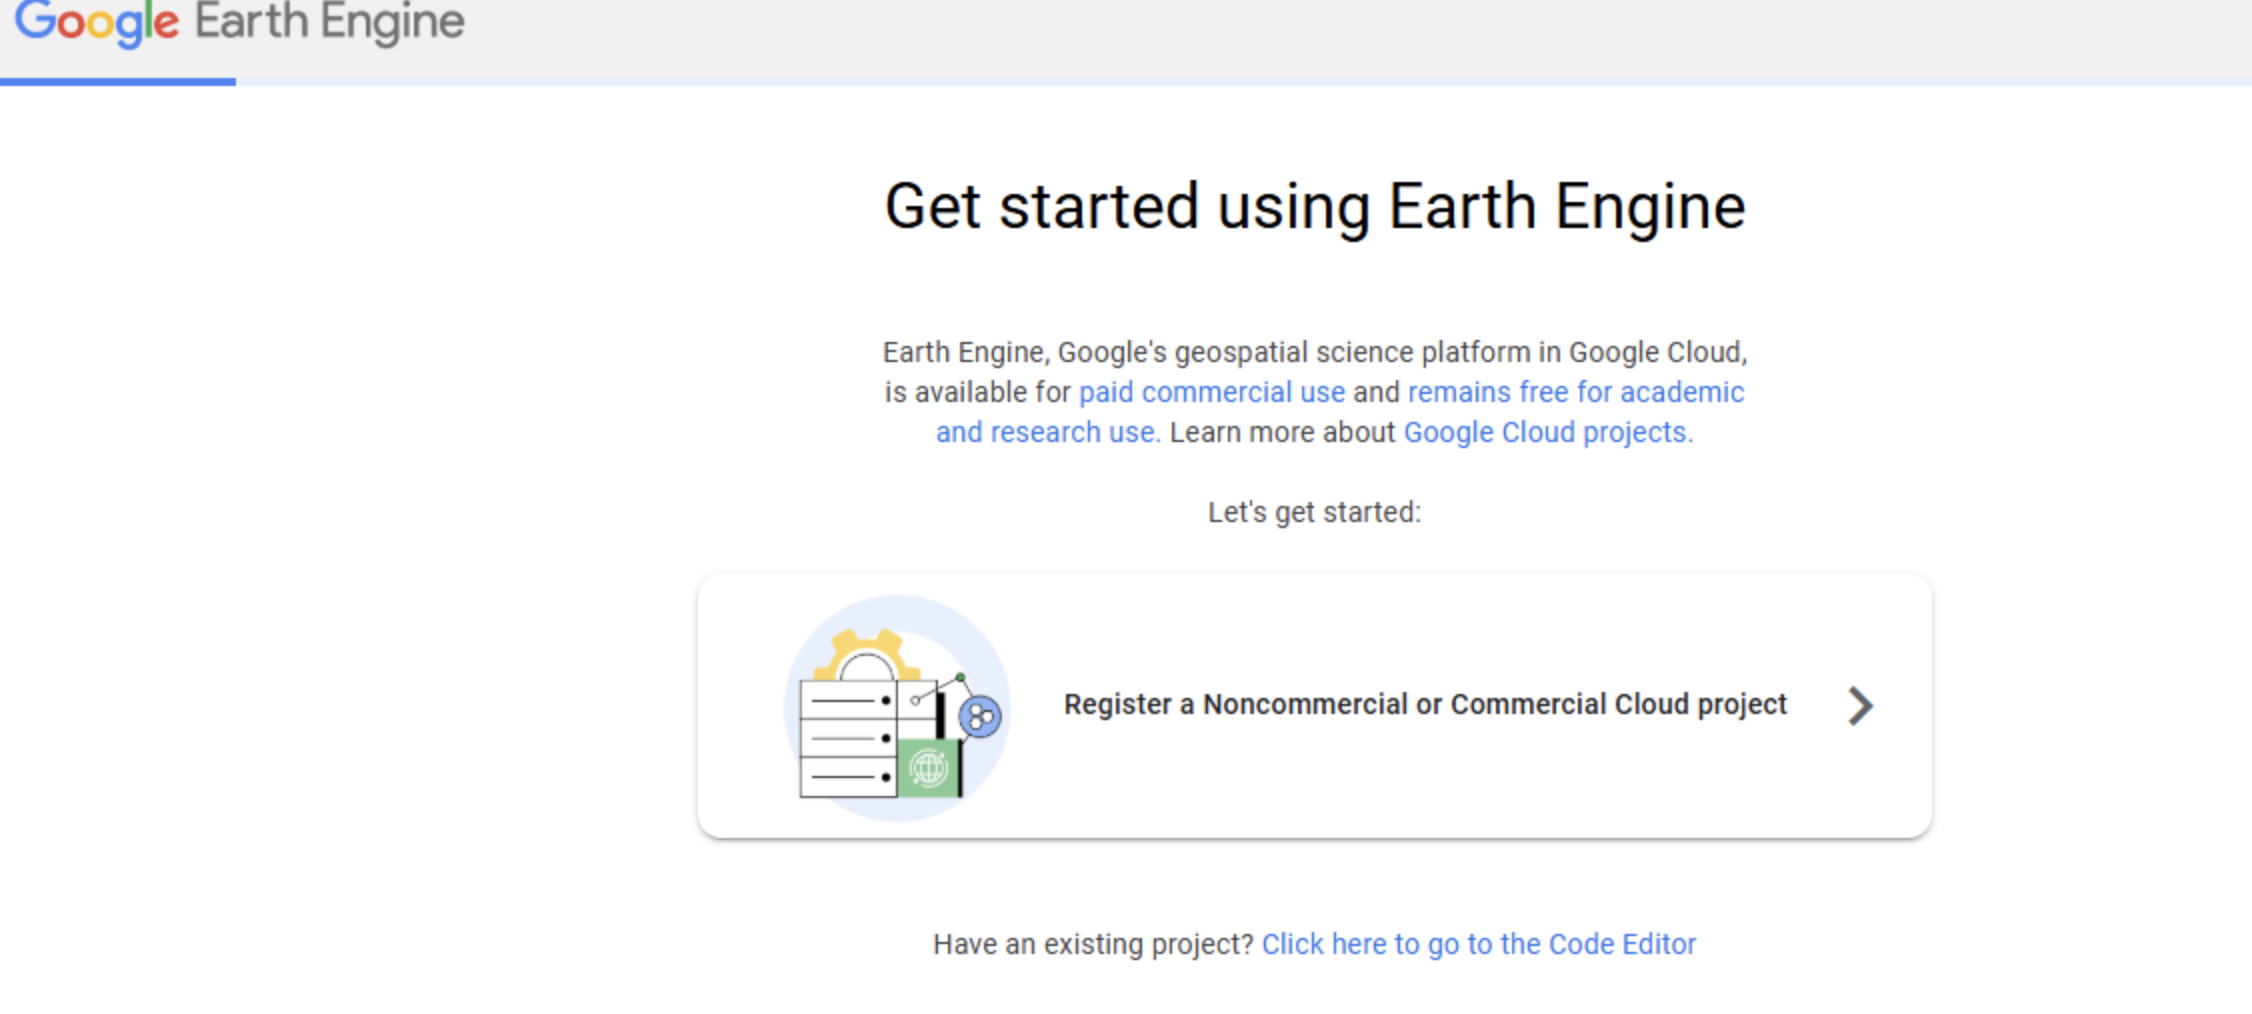 Google Earth Engine
Get started using Earth Engine
Earth Engine, Google's geospatial science platform in Google Cloud,
is available for paid commercial use and remains free for academic
and research use. Learn more about Google Cloud projects.
Let's get started:
Register a Noncommercial or Commercial Cloud project
Have an existing project? Click here to go to the Code Editor